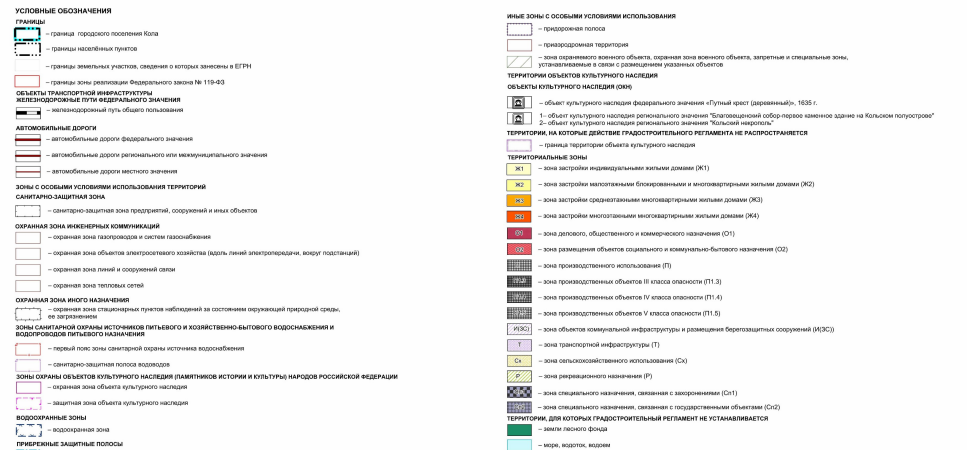 УСЛОВНЫЕ ОБОЗНАЧЕНИЯ
ГРАНИЦЫ
– граница городского поселения Кола
– границы населённых пунктов
– границы земельных участков, сведения о которых занесены в ЕГРН
– границы зоны реализации Федерального закона № 119-ФЗ
ОБЪЕКТЫ ТРАНСПОРТНОЙ ИНФРАСТРУКТУРЫ
ЖЕЛЕЗНОДОРОЖНЫЕ ПУТИ ФЕДЕРАЛЬНОГО ЗНАЧЕНИЯ
– железнодорожный путь общего пользования
АВТОМОБИЛЬНЫЕ ДОРОГИ
– автомобильные дороги федерального значения
– автомобильные дороги регионального или межмуниципального значения
– автомобильные дороги местного значения
ЗОНЫ С ОСОБЫМИ УСЛОВИЯМИ ИСПОЛЬЗОВАНИЯ ТЕРРИТОРИЙ
САНИТАРНО-ЗАЩИТНАЯ ЗОНА
– санитарно-защитная зона предприятий, сооружений и иных объектов
ОХРАННАЯ ЗОНА ИНЖЕНЕРНЫХ КОММУНИКАЦИЙ
– охранная зона газопроводов и систем газоснабжения
– охранная зона объектов электросетевого хозяйства (вдоль линий электропередачи, вокруг подстанций)
– охранная зона линий и сооружений связи
– охранная зона тепловых сетей
ОХРАННАЯ ЗОНА ИНОГО НАЗНАЧЕНИЯ
– охранная зона стационарных пунктов наблюдений за состоянием окружающей природной среды,
ее загрязнением
ЗОНЫ САНИТАРНОЙ ОХРАНЫ ИСТОЧНИКОВ ПИТЬЕВОГО И ХОЗЯЙСТВЕННО-БЫТОВОГО ВОДОСНАБЖЕНИЯ И
ВОДОПРОВОДОВ ПИТЬЕВОГО НАЗНАЧЕНИЯ
– первый пояс зоны санитарной охраны источника водоснабжения
– санитарно-защитная полоса водоводов
ЗОНЫ ОХРАНЫ ОБЪЕКТОВ КУЛЬТУРНОГО НАСЛЕДИЯ (ПАМЯТНИКОВ ИСТОРИИ И КУЛЬТУРЫ) НАРОДОВ РОССИЙСКОЙ ФЕДЕРАЦИИ
– охранная зона объекта культурного наследия
– защитная зона объекта культурного наследия
ВОДООХРАННЫЕ ЗОНЫ
– водоохранная зона
ПРИБРЕЖНЫЕ ЗАЩИТНЫЕ ПОЛОСЫ
ИНЫЕ ЗОНЫ С ОСОБЫМИ УСЛОВИЯМИ ИСПОЛЬЗОВАНИЯ
– придорожная полоса
– приаэродромная территория
– зона охраняемого военного объекта, охранная зона военного объекта, запретные и специальные зоны,
устанавливаемые в связи с размещением указанных объектов
ТЕРРИТОРИИ ОБЪЕКТОВ КУЛЬТУРНОГО НАСЛЕДИЯ
ОБЪЕКТЫ КУЛЬТУРНОГО НАСЛЕДИЯ (ОКН)
– объект культурного наследия федерального значения «Путный крест (деревянный)», 1635 г.
1– объект культурного наследия регионального значения "Благовещенский собор-первое каменное здание на Кольском полуострове"
2– объект культурного наследия регионального значения "Кольский некрополь"
ТЕРРИТОРИИ, НА КОТОРЫЕ ДЕЙСТВИЕ ГРАДОСТРОИТЕЛЬНОГО РЕГЛАМЕНТА НЕ РАСПРОСТРАНЯЕТСЯ
– граница территории объекта культурного наследия
ТЕРРИТОРИАЛЬНЫЕ ЗОНЫ
Ж1 – зона застройки индивидуальными жилыми домами (Ж1)
Ж2 – зона застройки малоэтажными блокированными и многоквартирными жилыми домами (Ж2)
Ж3 – зона застройки среднеэтажными многоквартирными жилыми домами (Ж3)
Ж4 – зона застройки многоэтажными многоквартирными жилыми домами (Ж4)
О1 – зона делового, общественного и коммерческого назначения (О1)
О2 – зона размещения объектов социального и коммунально-бытового назначения (О2)
– зона производственного использования (П)
– зона производственных объектов III класса опасности (П1.3)
– зона производственных объектов IV класса опасности (П1.4)
– зона производственных объектов V класса опасности (П1.5)
И(ЗС) – зона объектов коммунальной инфраструктуры и размещения берегозащитных сооружений (И(ЗС))
Т – зона транспортной инфраструктуры (Т)
Сх – зона сельскохозяйственного использования (Сх)
Р – зона рекреационного назначения (Р)
– зона специального назначения, связанная с захоронениями (Сп1)
– зона специального назначения, связанная с государственными объектами (Сп2)
ТЕРРИТОРИИ, ДЛЯ КОТОРЫХ ГРАДОСТРОИТЕЛЬНЫЙ РЕГЛАМЕНТ НЕ УСТАНАВЛИВАЕТСЯ
– земли лесного фонда
– море, водоток, водоем